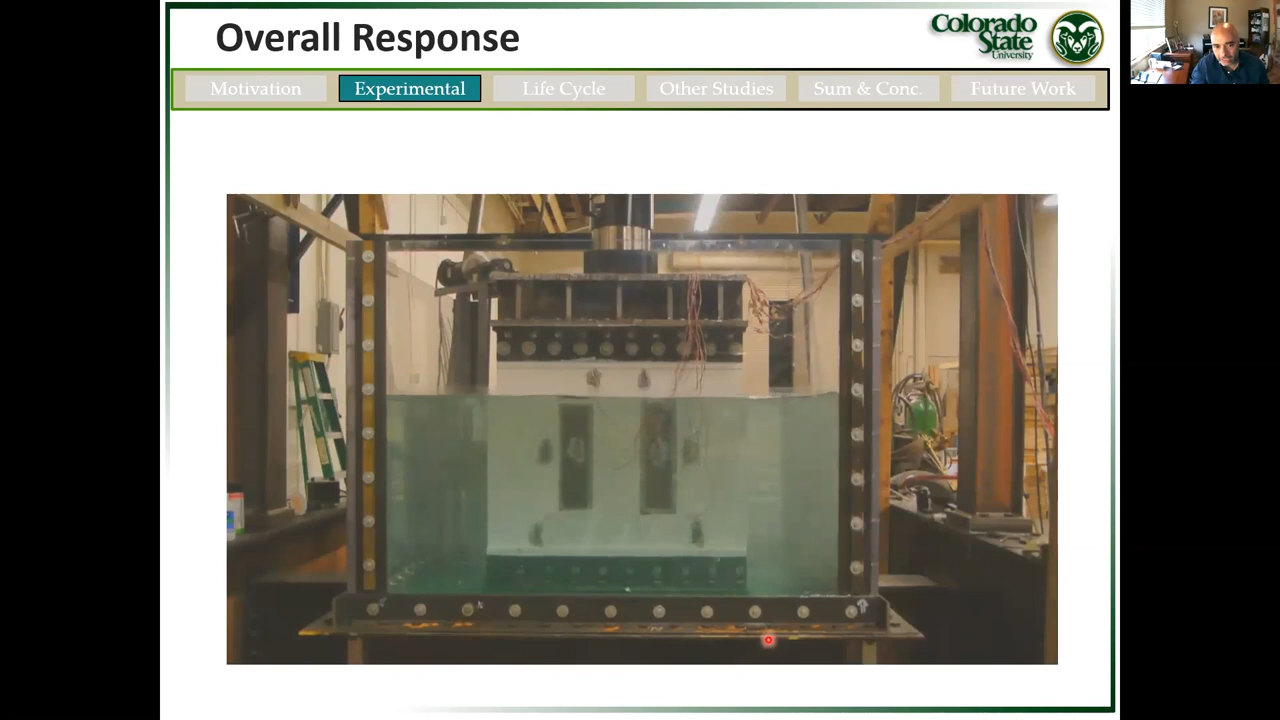 Overall Response
Colorado
State
University
Motivation
Experimental
Life Cycle
Other Studies
Sum & Conc.
Future Work